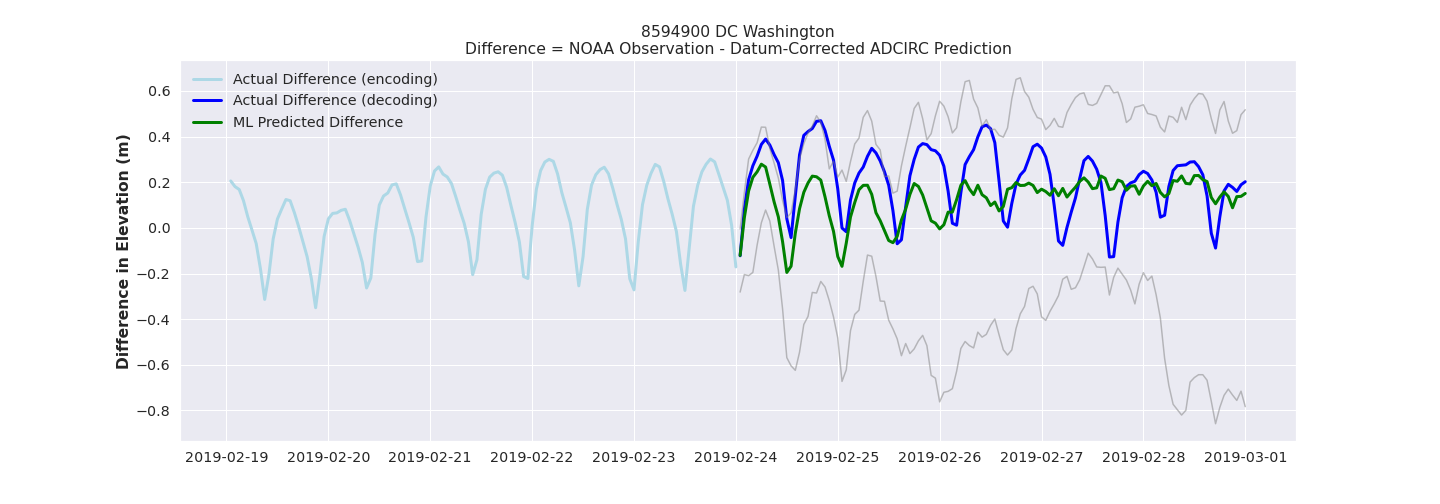 8594900 DC Washington
Difference = NOAA Observation - Datum-Corrected ADCIRC Prediction
Actual Difference (encoding)
Actual Difference (decoding)
ML Predicted Difference
Difference in Elevation (m)
0.6
0.4
0.2
0.0
−0.2
−0.4
−0.6
−0.8
2019-02-19 2019-02-20 2019-02-21 2019-02-22 2019-02-23 2019-02-24 2019-02-25 2019-02-26 2019-02-27 2019-02-28 2019-03-01